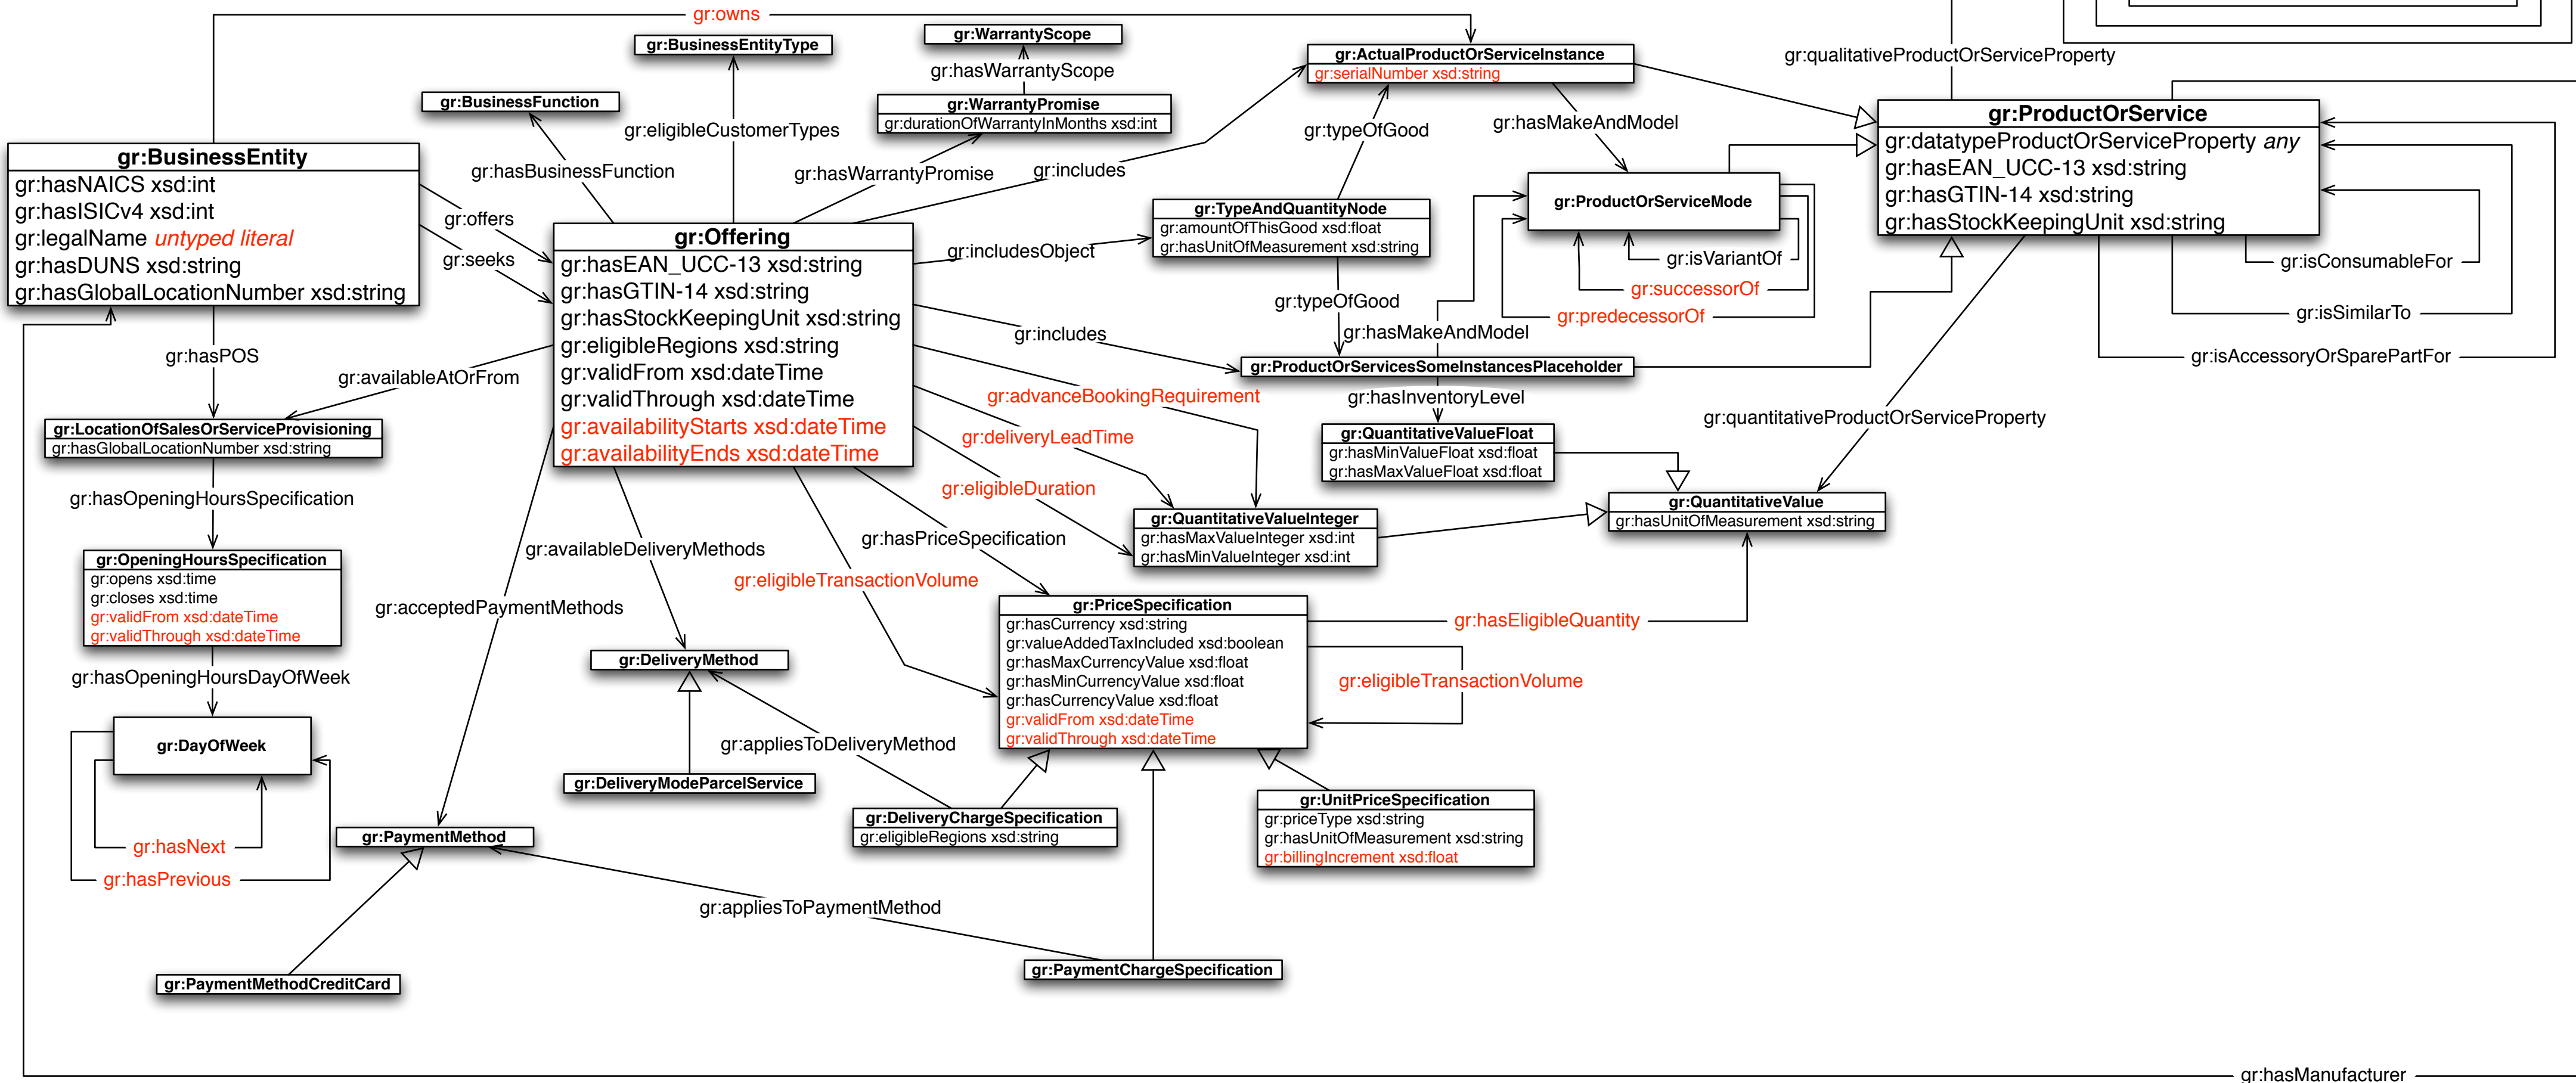 gr:owns
gr:BusinessEntityType
gr:WarrantyScope
gr:ActualProductOrServiceInstance
gr:serialNumber xsd:string
gr:qualitativeProductOrServiceProperty
gr:hasWarrantyScope
gr:BusinessFunction
gr:WarrantyPromise
gr:durationOfWarrantyInMonths xsd:int
gr:eligibleCustomerTypes
gr:typeOfGood
gr:hasMakeAndModel
gr:ProductOrService
gr:datatypeProductOrServiceProperty any
gr:hasEAN_UCC-13 xsd:string
gr:hasGTIN-14 xsd:string
gr:hasStockKeepingUnit xsd:string
gr:BusinessEntity
gr:hasNAICS xsd:int
gr:hasISICv4 xsd:int
gr:legalName untyped literal
gr:hasDUNS xsd:string
gr:hasGlobalLocationNumber xsd:string
gr:hasBusinessFunction
gr:hasWarrantyPromise
gr:includes
gr:offers
gr:seeks
gr:Offering
gr:hasEAN_UCC-13 xsd:string
gr:hasGTIN-14 xsd:string
gr:hasStockKeepingUnit xsd:string
gr:eligibleRegions xsd:string
gr:validFrom xsd:dateTime
gr:validThrough xsd:dateTime
gr:availabilityStarts xsd:dateTime
gr:availabilityEnds xsd:dateTime
gr:TypeAndQuantityNode
gr:amountOfThisGood xsd:float
gr:hasUnitOfMeasurement xsd:string
gr:includesObject
gr:ProductOrServiceMode
gr:isVariantOf
gr:successorOf
gr:predecessorOf
gr:isConsumableFor
gr:isSimilarTo
gr:isAccessoryOrSparePartFor
gr:typeOfGood
gr:includes
gr:hasMakeAndModel
gr:ProductOrServicesSomeInstancesPlaceholder
gr:hasPOS
gr:availableAtOrFrom
gr:advanceBookingRequirement
gr:hasInventoryLevel
gr:quantitativeProductOrServiceProperty
gr:LocationOfSalesOrServiceProvisioning
gr:hasGlobalLocationNumber xsd:string
gr:deliveryLeadTime
gr:QuantitativeValueFloat
gr:hasMinValueFloat xsd:float
gr:hasMaxValueFloat xsd:float
gr:hasOpeningHoursSpecification
gr:eligibleDuration
gr:QuantitativeValue
gr:hasUnitOfMeasurement xsd:string
gr:QuantitativeValueInteger
gr:hasMaxValueInteger xsd:int
gr:hasMinValueInteger xsd:int
gr:hasPriceSpecification
gr:availableDeliveryMethods
gr:OpeningHoursSpecification
gr:opens xsd:time
gr:closes xsd:time
gr:validFrom xsd:dateTime
gr:validThrough xsd:dateTime
gr:eligibleTransactionVolume
gr:acceptedPaymentMethods
gr:PriceSpecification
gr:hasCurrency xsd:string
gr:valueAddedTaxIncluded xsd:boolean
gr:hasMaxCurrencyValue xsd:float
gr:hasMinCurrencyValue xsd:float
gr:hasCurrencyValue xsd:float
gr:validFrom xsd:dateTime
gr:validThrough xsd:dateTime
gr:hasEligibleQuantity
gr:eligibleTransactionVolume
gr:DeliveryMethod
gr:hasOpeningHoursDayOfWeek
gr:DayOfWeek
gr:appliesToDeliveryMethod
gr:DeliveryModeParcelService
gr:UnitPriceSpecification
gr:priceType xsd:string
gr:hasUnitOfMeasurement xsd:string
gr:billingIncrement xsd:float
gr:DeliveryChargeSpecification
gr:eligibleRegions xsd:string
gr:PaymentMethod
gr:hasNext
gr:hasPrevious
gr:appliesToPaymentMethod
gr:PaymentChargeSpecification
gr:PaymentMethodCreditCard
gr:hasManufacturer